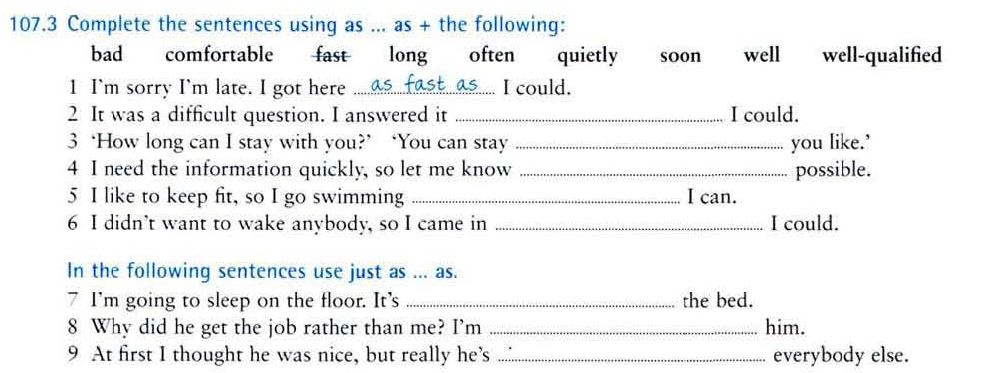 107.3 Complete the sentences using as ... as + the following:
bad comfortable fast long often quietly soon well well-qualified
1 I'm sorry I'm late. I got here ....as fast as.... I could.
2 It was a difficult question. I answered it ............................ I could.
3 'How long can I stay with you?' 'You can stay ............................ you like.'
4 I need the information quickly, so let me know ............................ possible.
5 I like to keep fit, so I go swimming ............................ I can.
6 I didn't want to wake anybody, so I came in ............................ I could.
In the following sentences use just as ... as.
7 I'm going to sleep on the floor. It's ............................ the bed.
8 Why did he get the job rather than me? I'm ............................ him.
9 At first I thought he was nice, but really he's ............................ everybody else.